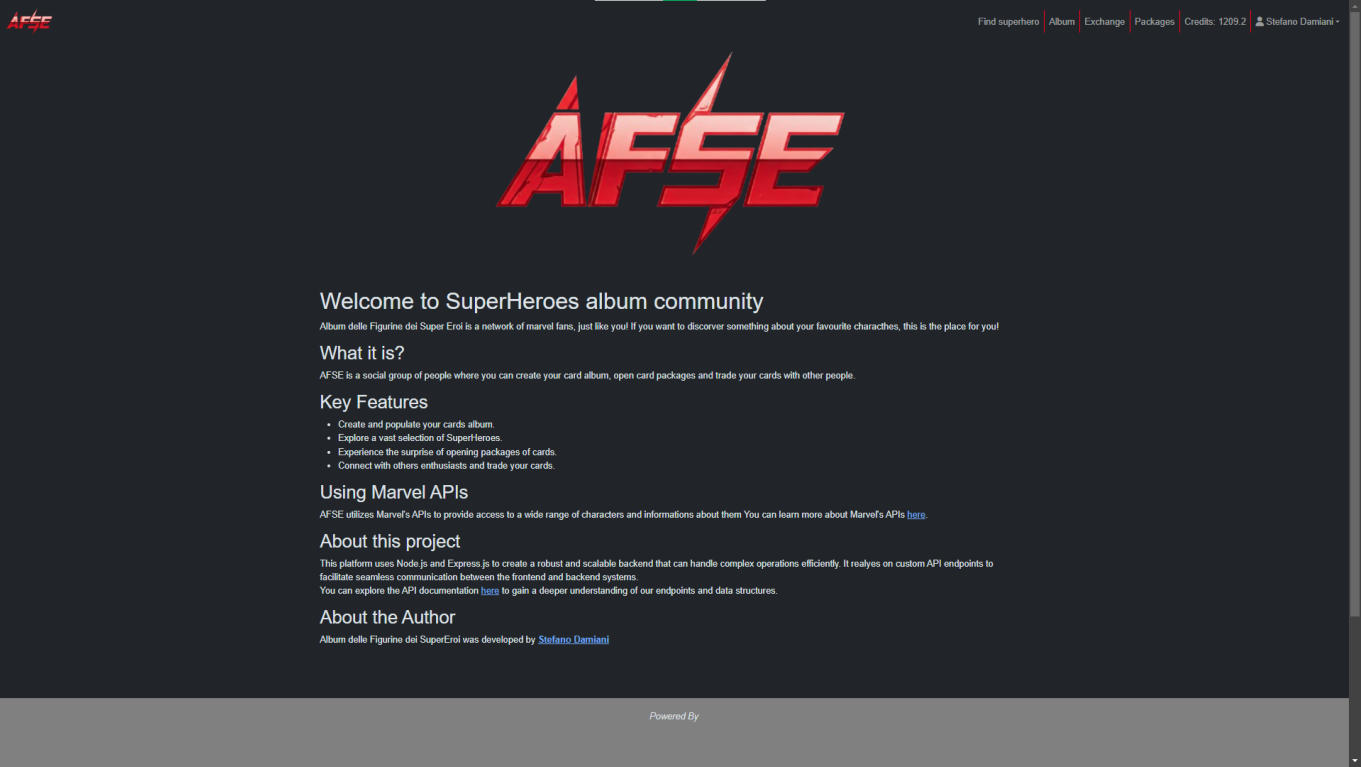 AFSE
Find superhero
Album
Exchange
Packages
Credits: 1209.2
Stefano Damiani
AFSE
Welcome to SuperHeroes album community
Album delle Figurine dei Super Eroi is a network of marvel fans, just like you! If you want to discorver something about your favourite characthes, this is the place for you!
What it is?
AFSE is a social group of people where you can create your card album, open card packages and trade your cards with other people.
Key Features
• Create and populate your cards album.
• Explore a vast selection of SuperHeroes.
• Experience the surprise of opening packages of cards.
• Connect with others enthusiasts and trade your cards.
Using Marvel APIs
AFSE utilizes Marvel's APIs to provide access to a wide range of characters and informations about them You can learn more about Marvel's APIs here.
About this project
This platform uses Node.js and Express.js to create a robust and scalable backend that can handle complex operations efficiently. It realyes on custom API endpoints to
facilitate seamless communication between the frontend and backend systems.
You can explore the API documentation here to gain a deeper understanding of our endpoints and data structures.
About the Author
Album delle Figurine dei SuperEroi was developed by Stefano Damiani
Powered By